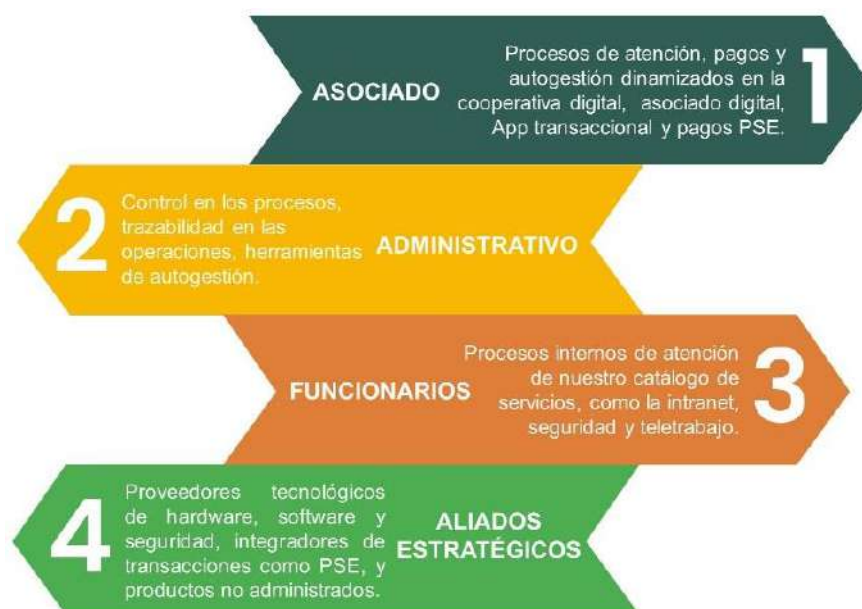 ASOCIADO
Procesos de atención, pagos y
autogestión dinamizados en la
cooperativa digital, asociado digital,
App transaccional y pagos PSE.
1
2
Control en los procesos,
trazabilidad en las
operaciones, herramientas
de autogestión.
ADMINISTRATIVO
FUNCIONARIOS
Procesos internos de atención
de nuestro catálogo de
servicios, como la intranet,
seguridad y teletrabajo.
3
4
Proveedores tecnológicos
de hardware, software y
seguridad, integradores de
transacciones como PSE, y
productos no administrados.
ALIADOS
ESTRATÉGICOS